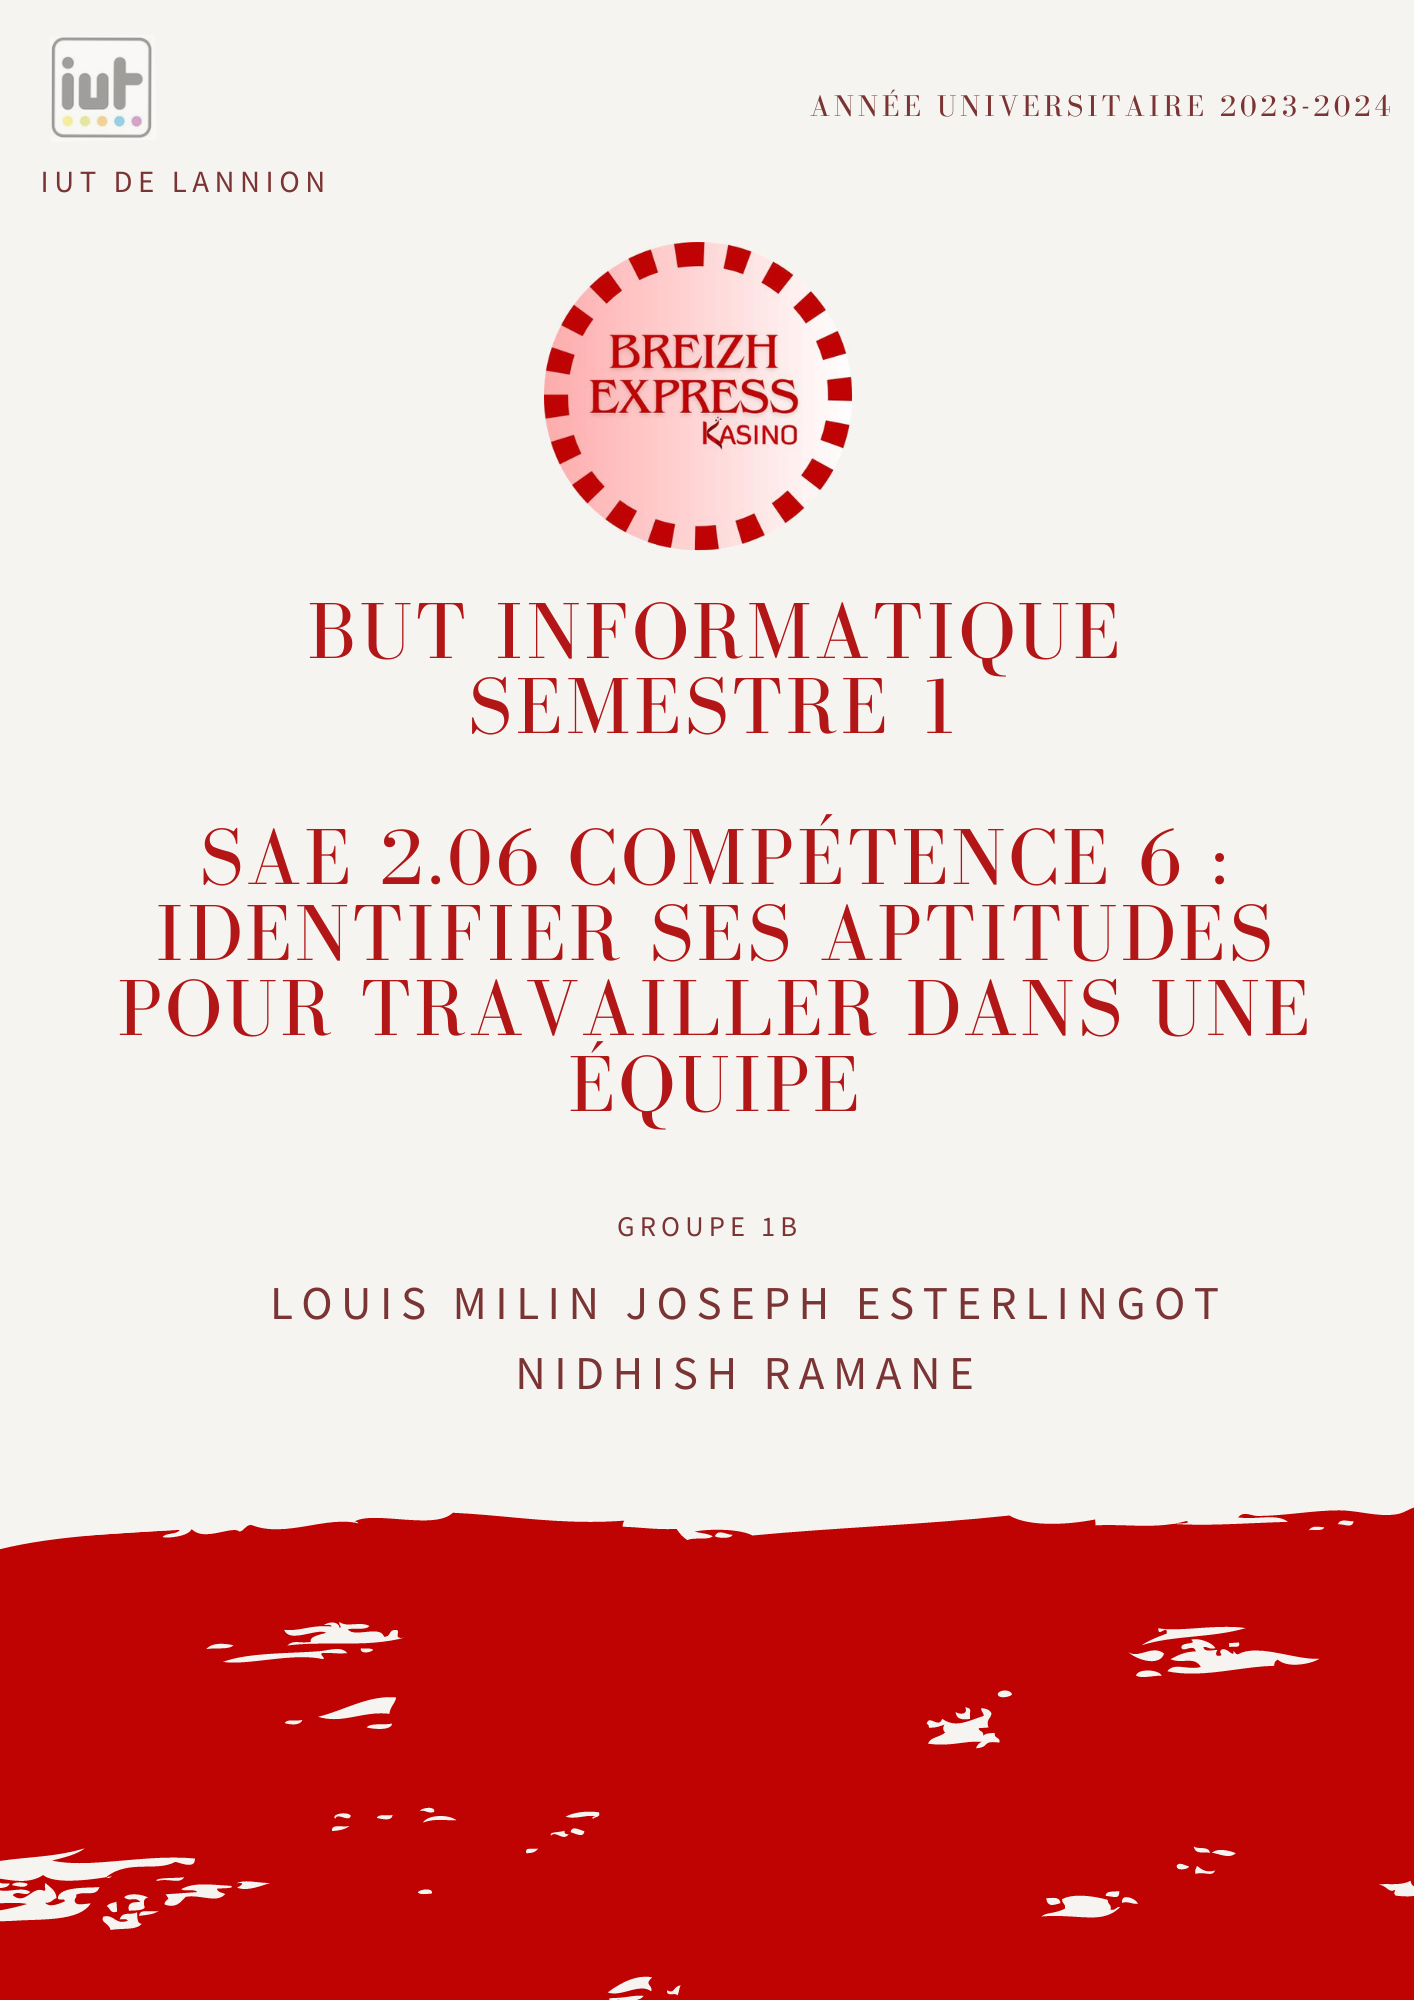 iut
ANNÉE UNIVERSITAIRE 2023-2024
IUT DE LANNION
BREIZH
EXPRESS
KASINO
BUT INFORMATIQUE
SEMESTRE 1
SAE 2.06 COMPÉTENCE 6 :
IDENTIFIER SES APTITUDES
POUR TRAVAILLER DANS UNE
ÉQUIPE
GROUPE 1B
LOUIS MILIN JOSEPH ESTERLINGOT
NIDHISH RAMANE